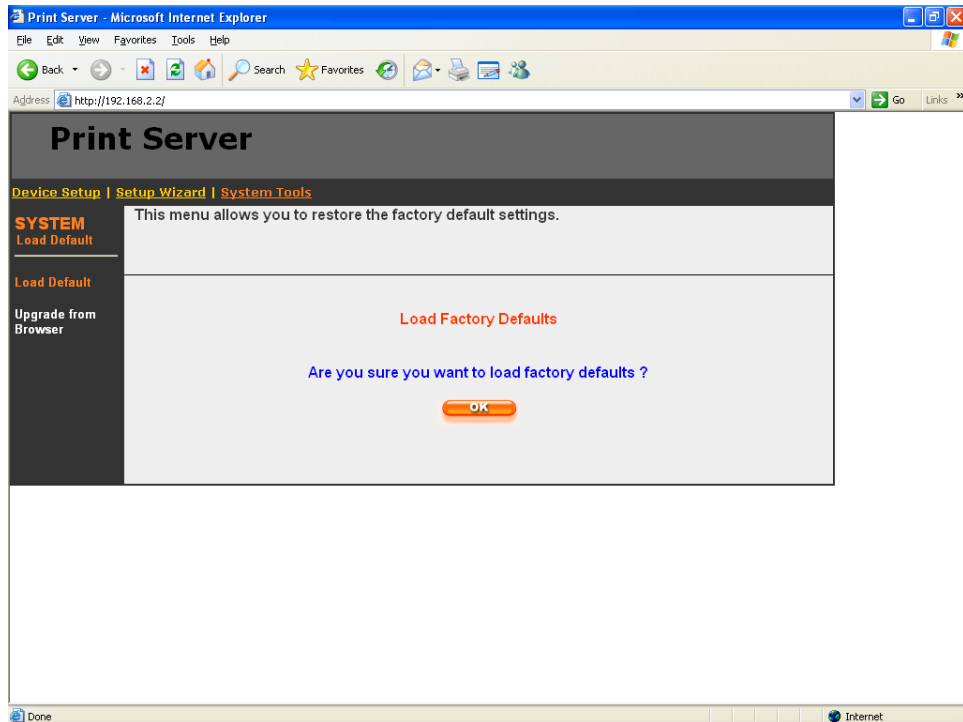 Print Server - Microsoft Internet Explorer
File Edit View Favorites Tools Help
Back Search Favorites
Address http://192.168.2.2/ Go Links »
Print Server
Device Setup | Setup Wizard | System Tools
SYSTEM
Load Default
This menu allows you to restore the factory default settings.
Load Default
Upgrade from
Browser
Load Factory Defaults
Are you sure you want to load factory defaults ?
OK
Done Internet